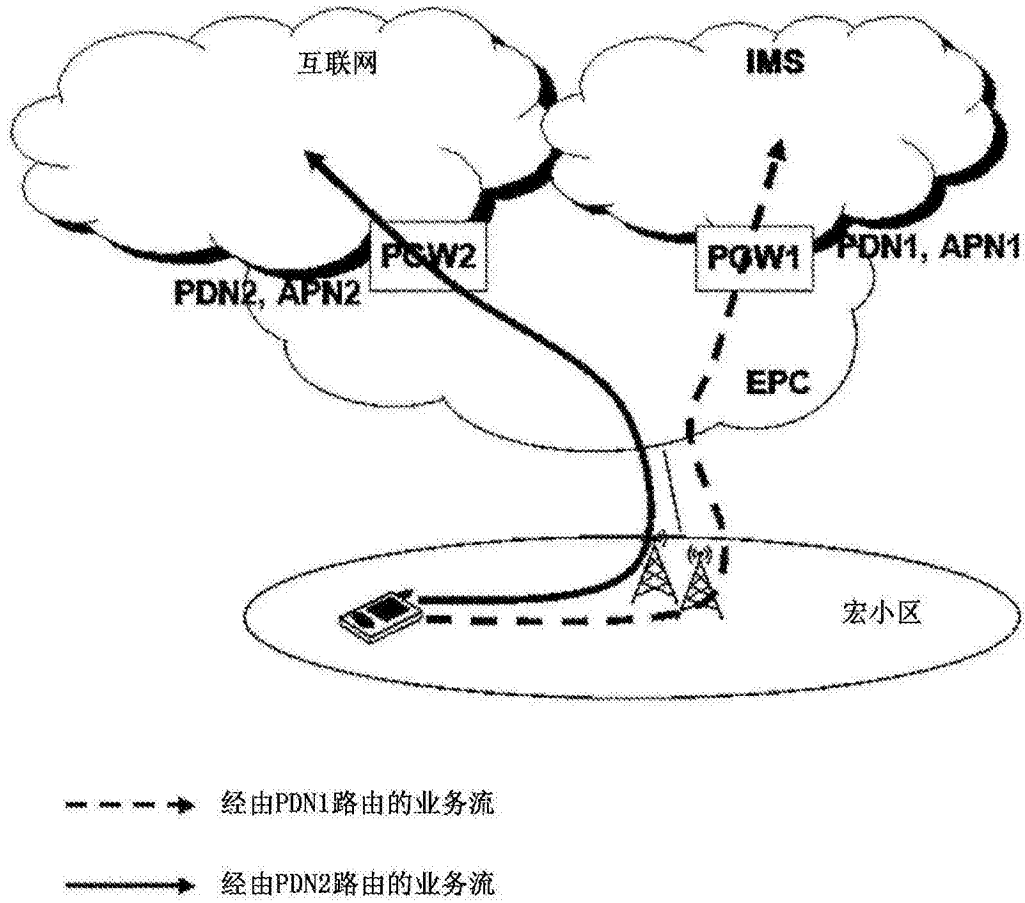 互联网
IMS
PGW2
PGW1
PDN1, APN1
PDN2, APN2
EPC
宏小区
经由PDN1路由的业务流
经由PDN2路由的业务流